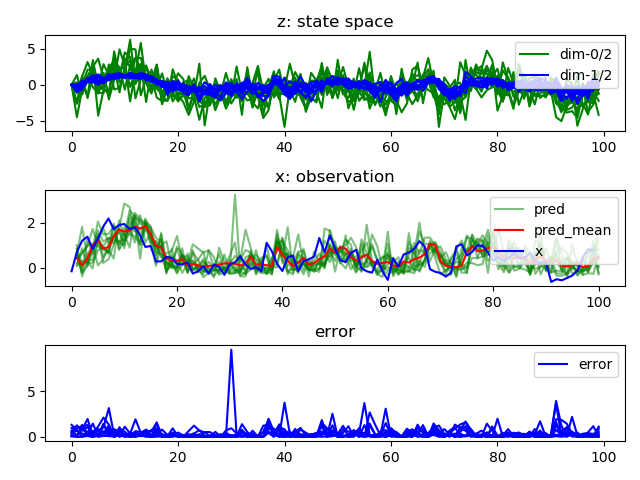 z: state space
5
0
−5
dim-0/2
dim-1/2
0 20 40 60 80 100
x: observation
2
0
pred
pred_mean
x
0 20 40 60 80 100
error
5
0
error
0 20 40 60 80 100